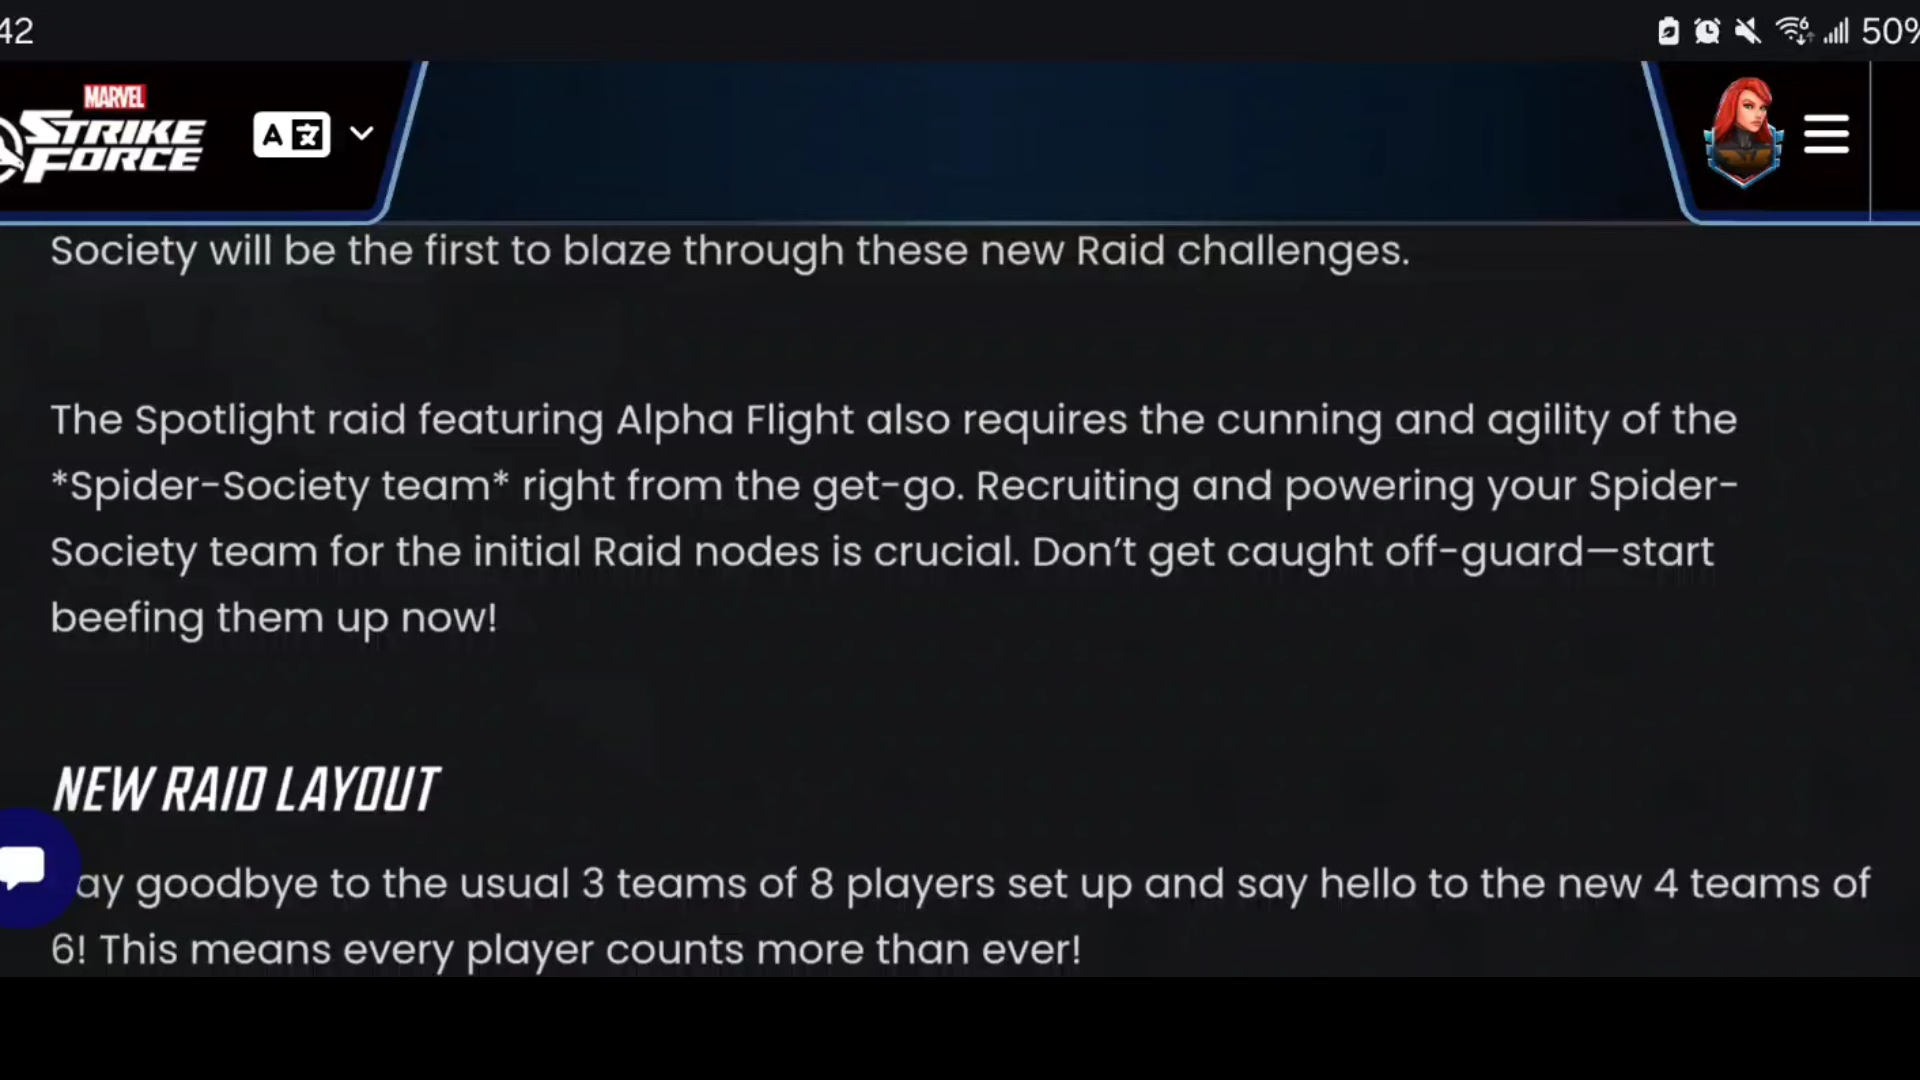 42
50%
MARVEL
STRIKE
FORCE
A
Society will be the first to blaze through these new Raid challenges.
The Spotlight raid featuring Alpha Flight also requires the cunning and agility of the
*Spider-Society team* right from the get-go. Recruiting and powering your Spider-
Society team for the initial Raid nodes is crucial. Don’t get caught off-guard—start
beefing them up now!
NEW RAID LAYOUT
ay goodbye to the usual 3 teams of 8 players set up and say hello to the new 4 teams of
6! This means every player counts more than ever!